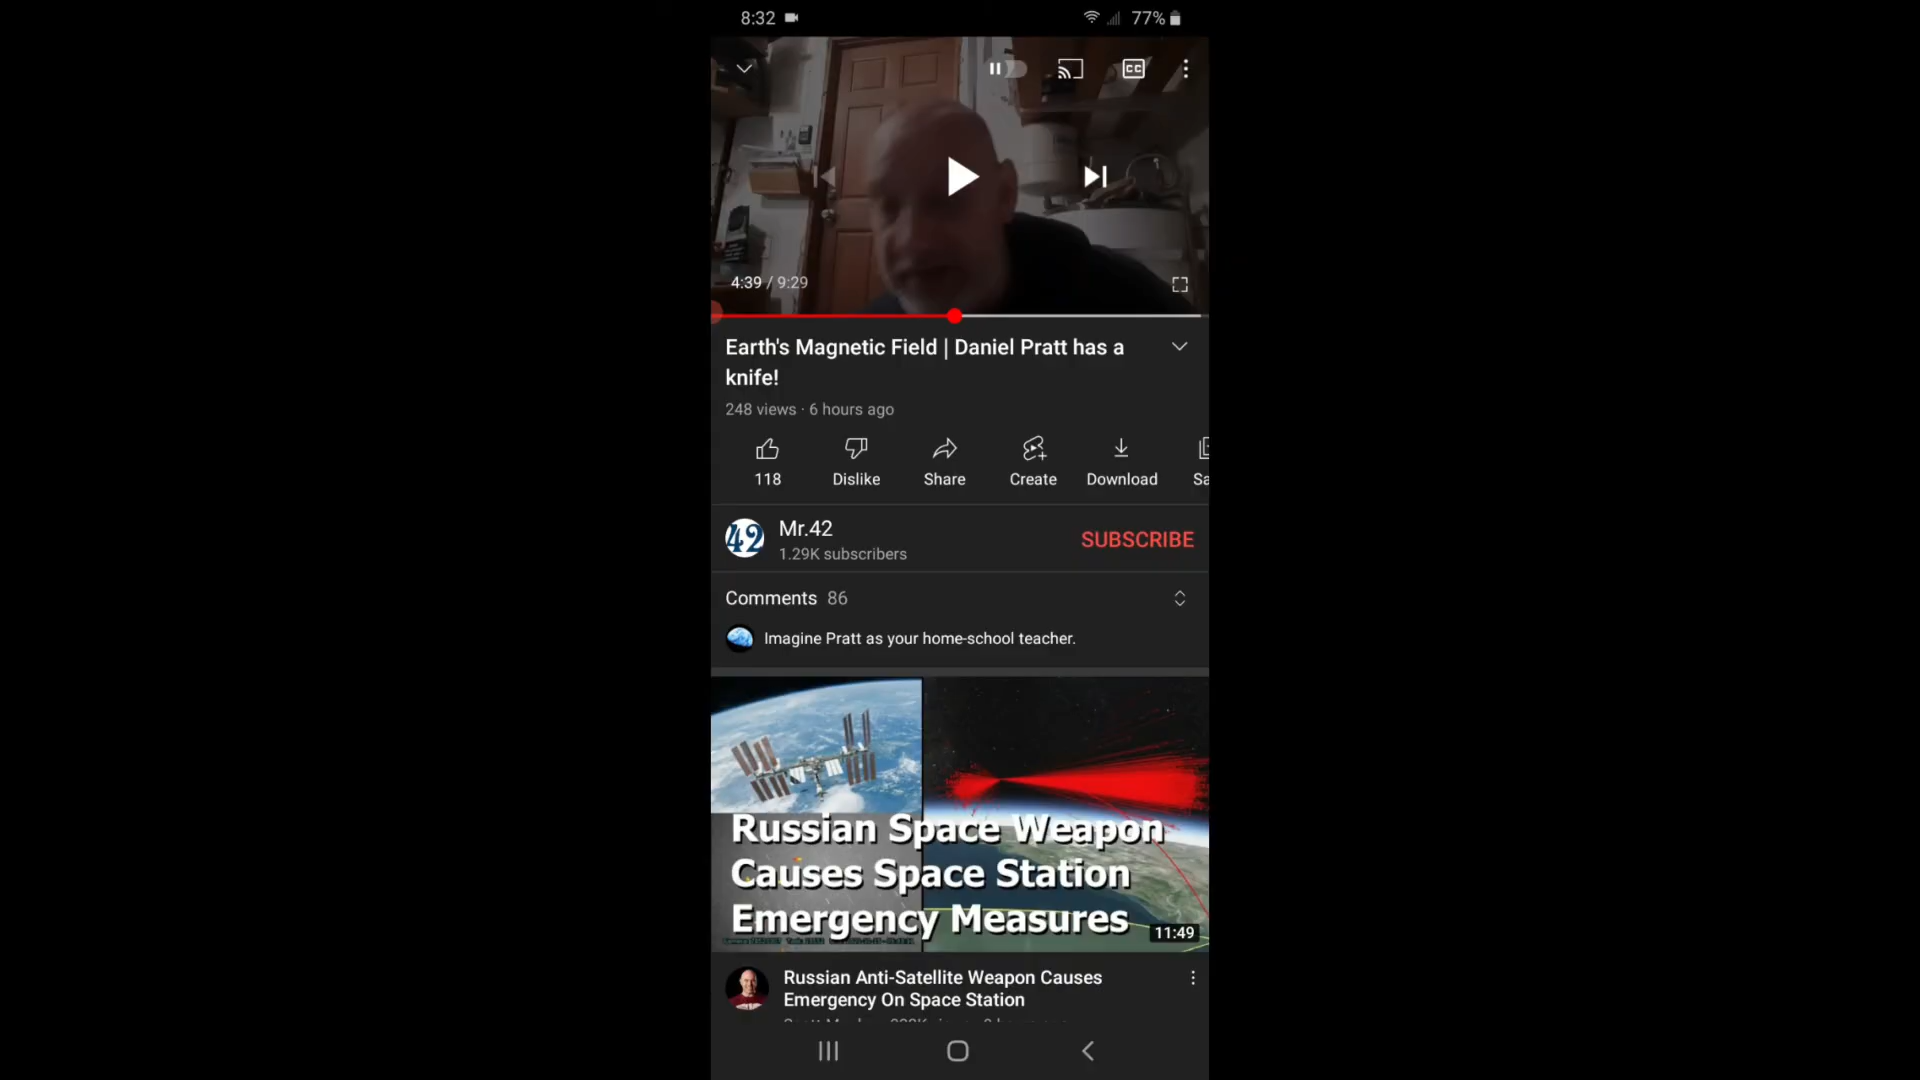 8:32 77%
CC
4:39 / 9:29
Earth's Magnetic Field | Daniel Pratt has a
knife!
248 views · 6 hours ago
118 Dislike Share Create Download Sa
42 Mr.42
1.29K subscribers
SUBSCRIBE
Comments 86
Imagine Pratt as your home-school teacher.
Russian Space Weapon
Causes Space Station
Emergency Measures
11:49
Russian Anti-Satellite Weapon Causes
Emergency On Space Station